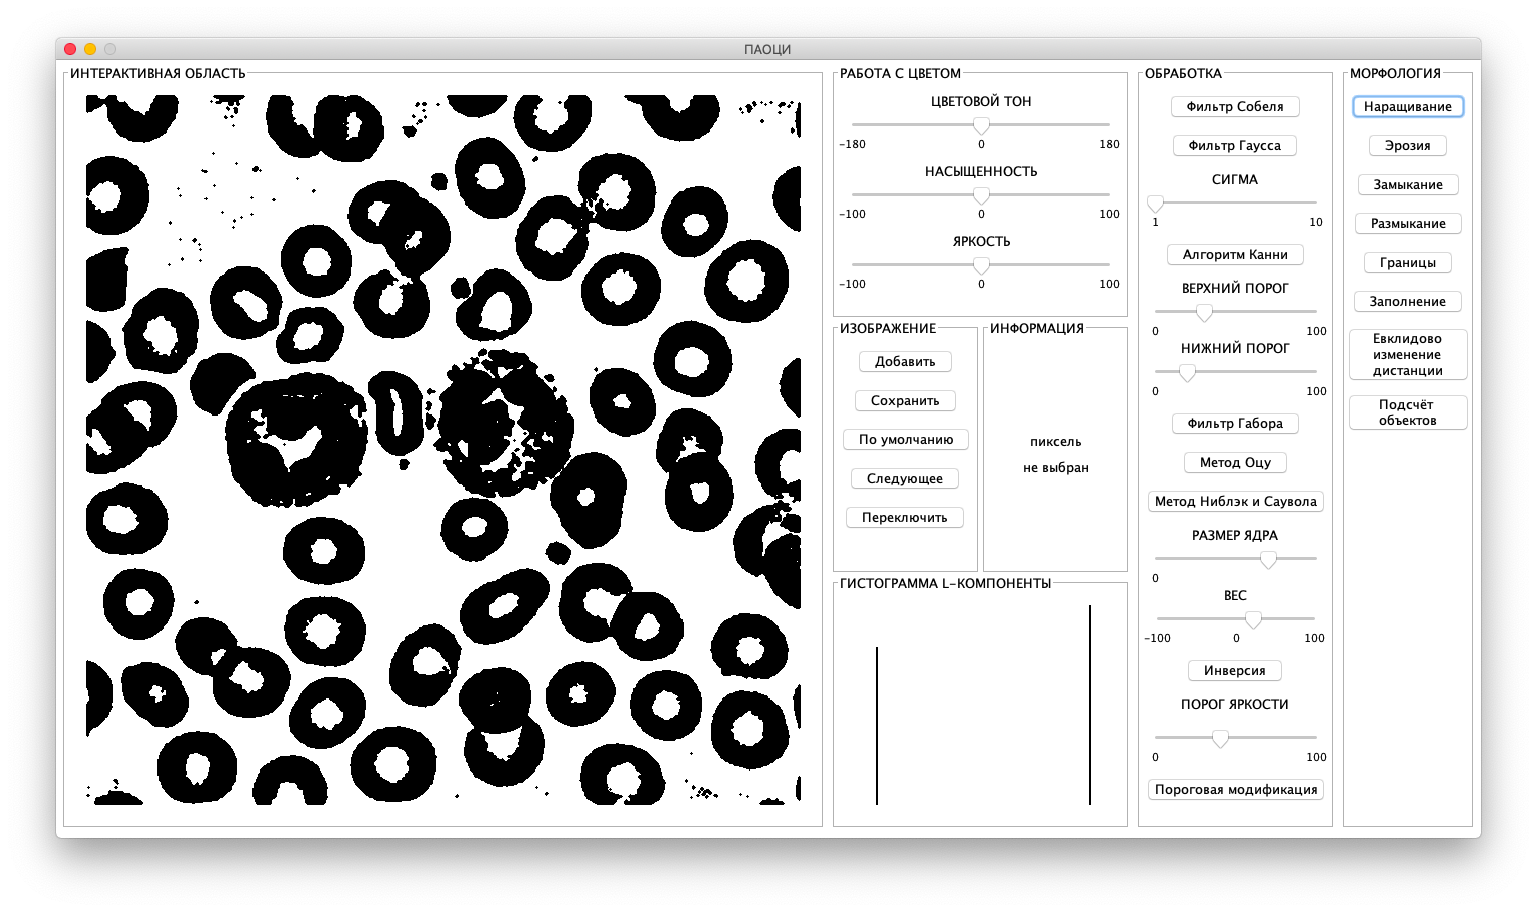 ПАОЦИ
ИНТЕРАКТИВНАЯ ОБЛАСТЬ
РАБОТА С ЦВЕТОМ
ЦВЕТОВОЙ ТОН
-180 0 180
НАСЫЩЕННОСТЬ
-100 0 100
ЯРКОСТЬ
-100 0 100
ИЗОБРАЖЕНИЕ
Добавить
Сохранить
По умолчанию
Следующее
Переключить
ИНФОРМАЦИЯ
пиксель
не выбран
ГИСТОГРАММА L-КОМПОНЕНТЫ
ОБРАБОТКА
Фильтр Собеля
Фильтр Гаусса
СИГМА
1 10
Алгоритм Канни
ВЕРХНИЙ ПОРОГ
0 100
НИЖНИЙ ПОРОГ
0 100
Фильтр Габора
Метод Оцу
Метод Ниблэк и Саувола
РАЗМЕР ЯДРА
0
ВЕС
-100 0 100
Инверсия
ПОРОГ ЯРКОСТИ
0 100
Пороговая модификация
МОРФОЛОГИЯ
Наращивание
Эрозия
Замыкание
Размыкание
Границы
Заполнение
Евклидово
изменение
дистанции
Подсчёт
объектов